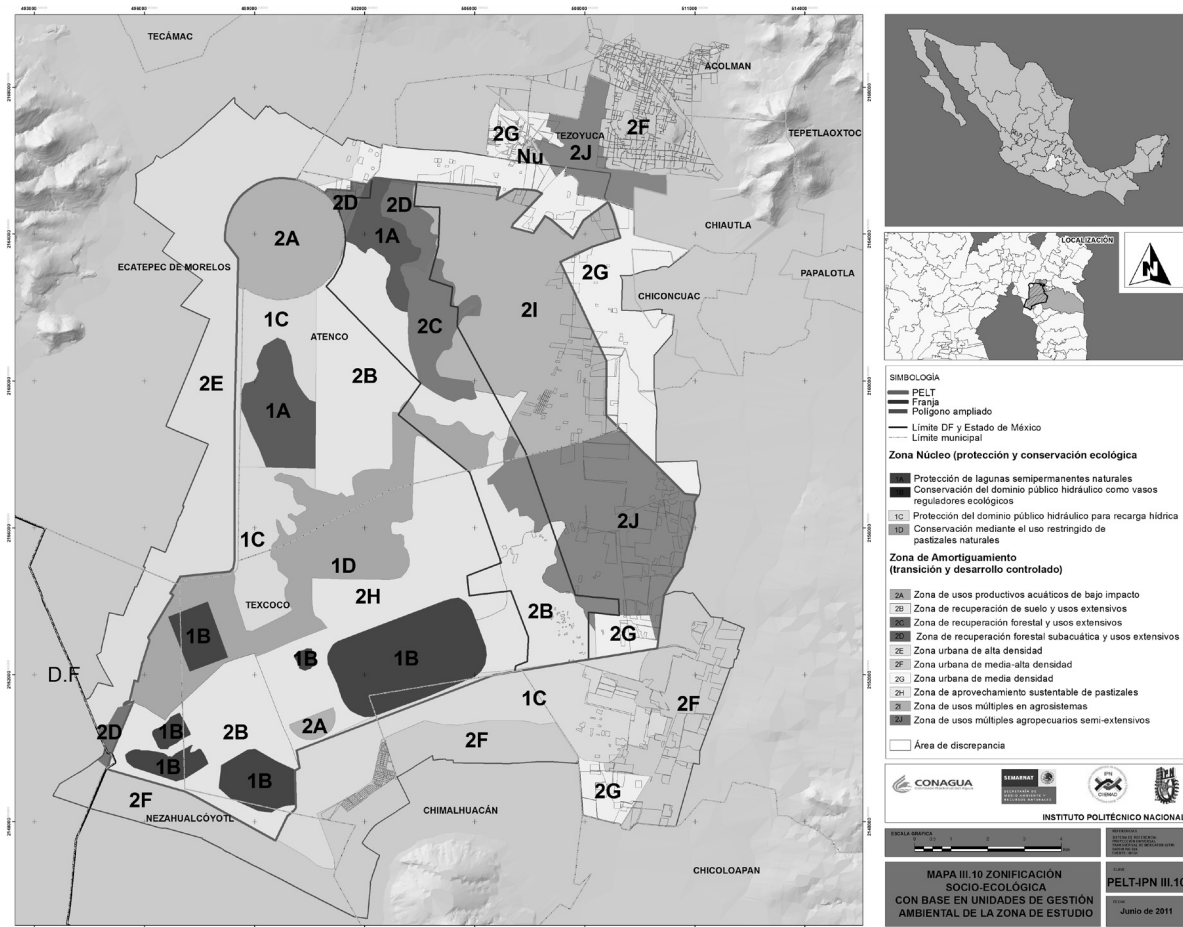 TECÁMAC
ACOLMAN
TEPETLAOXTOC
2G
TEZOYUCA
2F
Nu
2J
2D
2D
CHIAUTLA
2A
1A
ECATEPEC DE MORELOS
2G
PAPALOTLA
CHICONCUAC
1C
2I
ATENCO
2C
2E
2B
1A
2J
1C
1D
2H
TEXCOCO
2B
1B
2G
1B
1B
D.F
1C
2F
2D
1B
2B
2A
2F
1B
1B
2G
2F
CHIMALHUACÁN
NEZAHUALCÓYOTL
CHICOLOAPAN
LOCALIZACIÓN
N
SIMBOLOGÍA
PELT
Franja
Polígono ampliado
Límite DF y Estado de México
Límite municipal
Zona Núcleo (protección y conservación ecológica
1A Protección de lagunas semipermanentes naturales
1B Conservación del dominio público hidráulico como vasos
reguladores ecológicos
1C Protección del dominio público hidráulico para recarga hídrica
1D Conservación mediante el uso restringido de
pastizales naturales
Zona de Amortiguamiento
(transición y desarrollo controlado)
2A Zona de usos productivos acuáticos de bajo impacto
2B Zona de recuperación de suelo y usos extensivos
2C Zona de recuperación forestal y usos extensivos
2D Zona de recuperación forestal subacuática y usos extensivos
2E Zona urbana de alta densidad
2F Zona urbana de media-alta densidad
2G Zona urbana de media densidad
2H Zona de aprovechamiento sustentable de pastizales
2I Zona de usos múltiples en agrosistemas
2J Zona de usos múltiples agropecuarios semi-extensivos
Área de discrepancia
CONAGUA
SEMARNAT
IPN
CIIEMAD
INSTITUTO POLITÉCNICO NACIONAL
ESCALA GRÁFICA
MAPA III.10 ZONIFICACIÓN
SOCIO-ECOLÓGICA
CON BASE EN UNIDADES DE GESTIÓN
AMBIENTAL DE LA ZONA DE ESTUDIO
PELT-IPN III.10
Junio de 2011